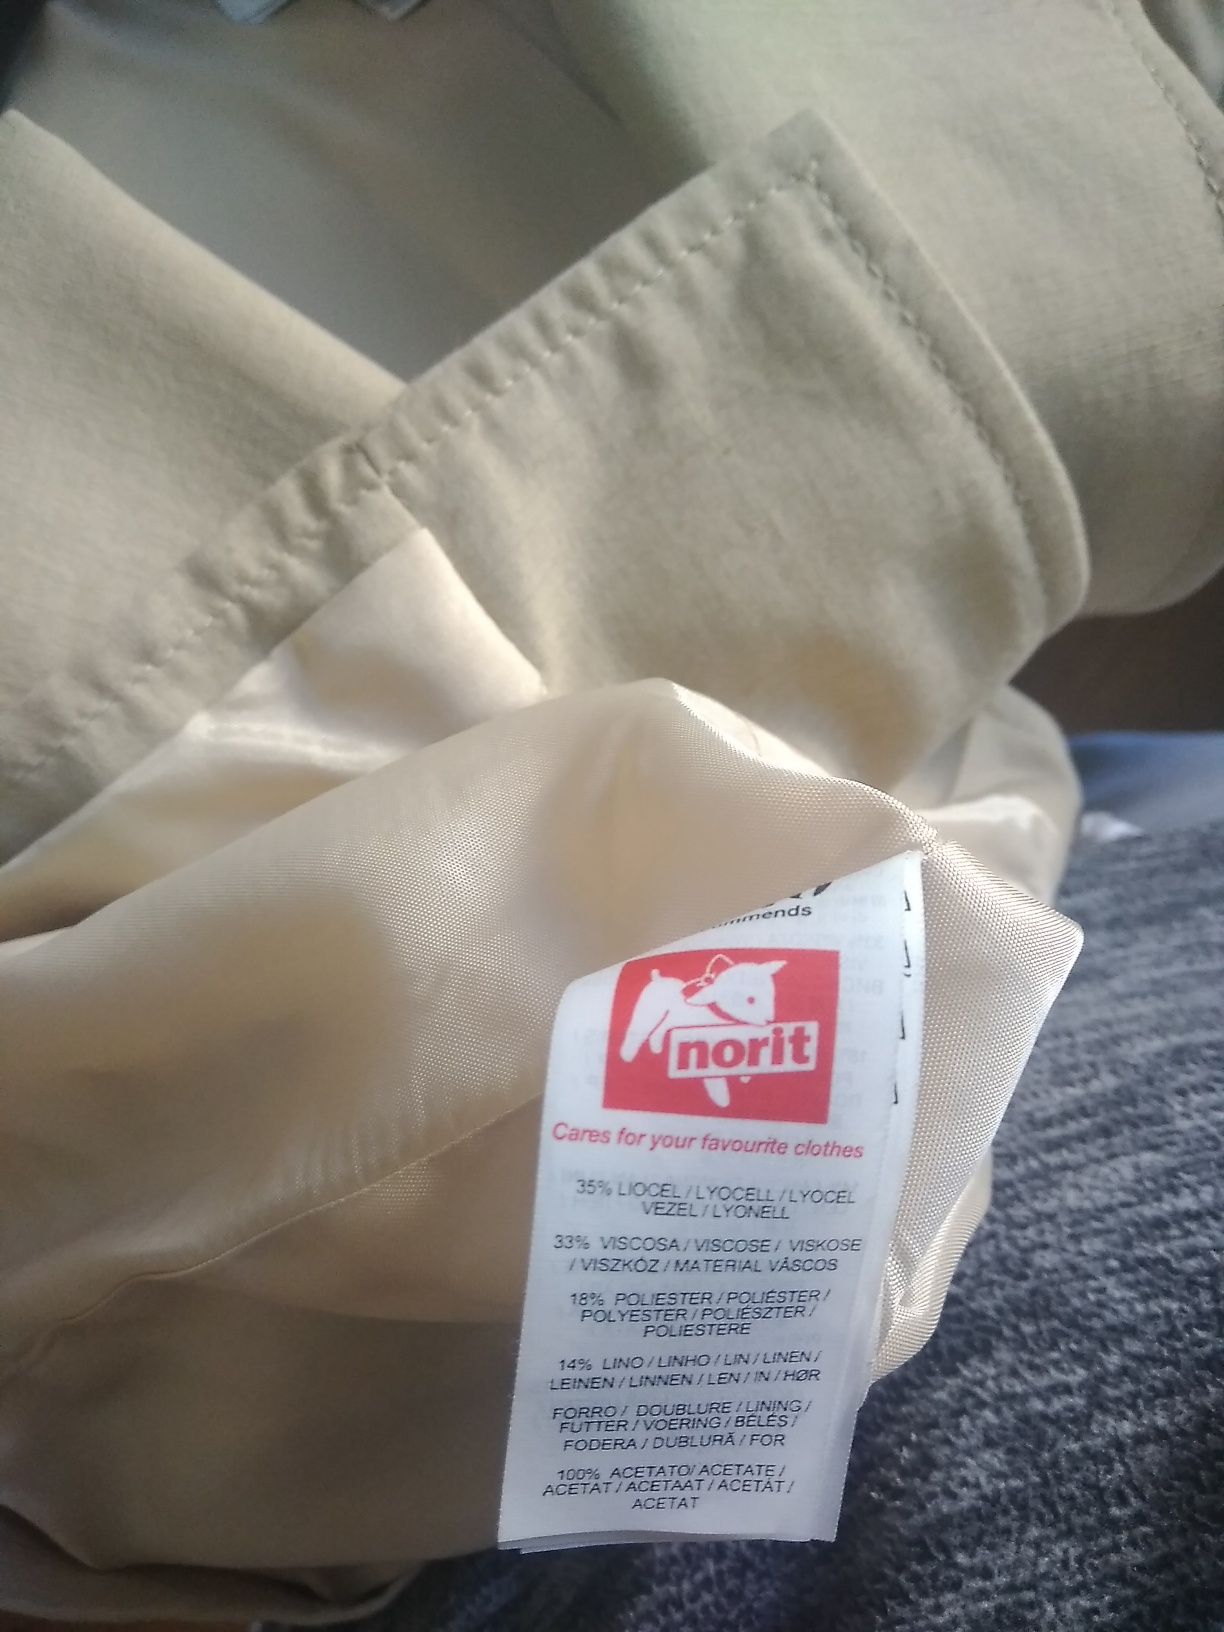 mmends
norit
Cares for your favourite clothes
35% LIOCEL / LYOCELL / LYOCEL
VEZEL / LYONELL
33% VISCOSA / VISCOSE / VISKOSE
/ VISZKÓZ / MATERIAL VÂSCOS
18% POLIESTER / POLIÉSTER /
POLYESTER / POLIÉSZTER /
POLIESTERE
14% LINO / LINHO / LIN / LINEN /
LEINEN / LINNEN / LEN / IN / HØR
FORRO / DOUBLURE / LINING /
FUTTER / VOERING / BÉLÉS /
FODERA / DUBLURĂ / FOR
100% ACETATO/ ACETATE /
ACETAT / ACETAAT / ACETÁT /
ACETAT